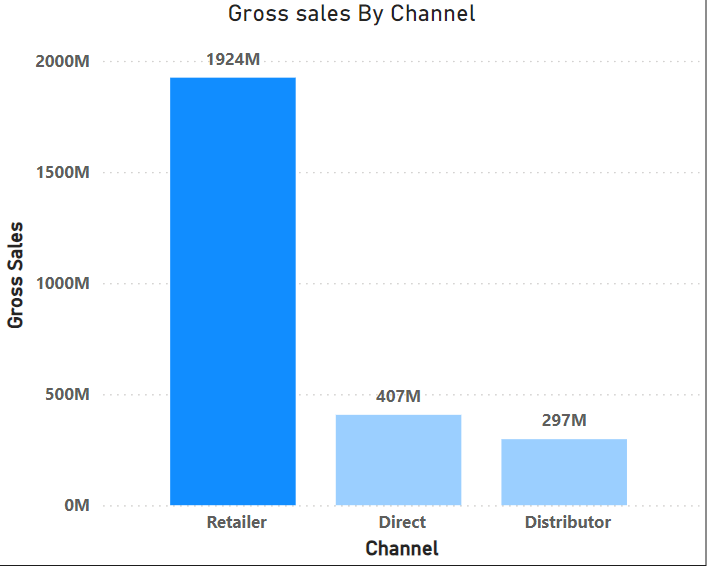 Gross sales By Channel
2000M
1500M
1000M
500M
0M
Gross Sales
1924M
407M
297M
Retailer Direct Distributor
Channel